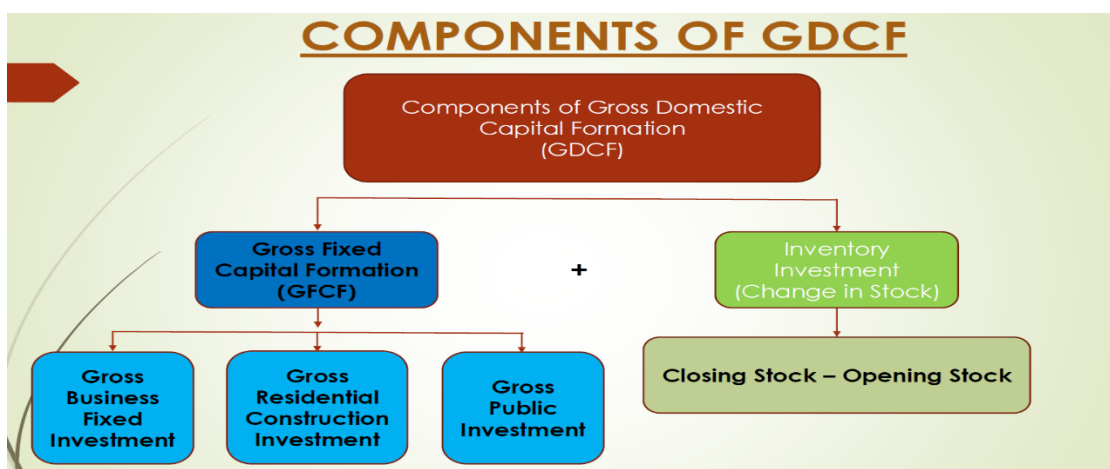 COMPONENTS OF GDCF
Components of Gross Domestic
Capital Formation
(GDCF)
Gross Fixed
Capital Formation
(GFCF)
+
Inventory
Investment
(Change in Stock)
Gross
Business
Fixed
Investment
Gross
Residential
Construction
Investment
Gross
Public
Investment
Closing Stock – Opening Stock